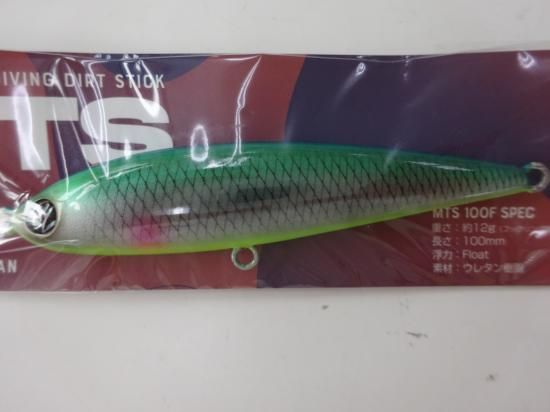 IVING DIRT STICK
TS
MTS 100F SPEC
重さ：約12g
長さ：100mm
浮力：Float
素材：ウレタン樹脂
AN